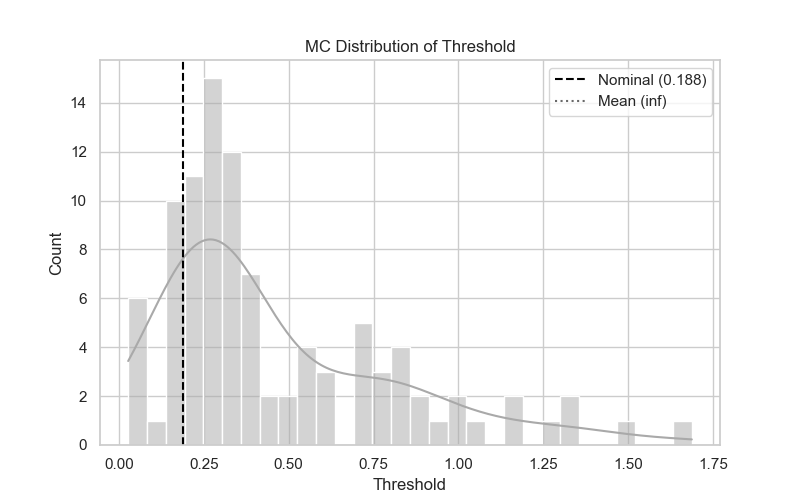 MC Distribution of Threshold
Nominal (0.188)
Mean (inf)
Count
14
12
10
8
6
4
2
0
0.00 0.25 0.50 0.75 1.00 1.25 1.50 1.75
Threshold